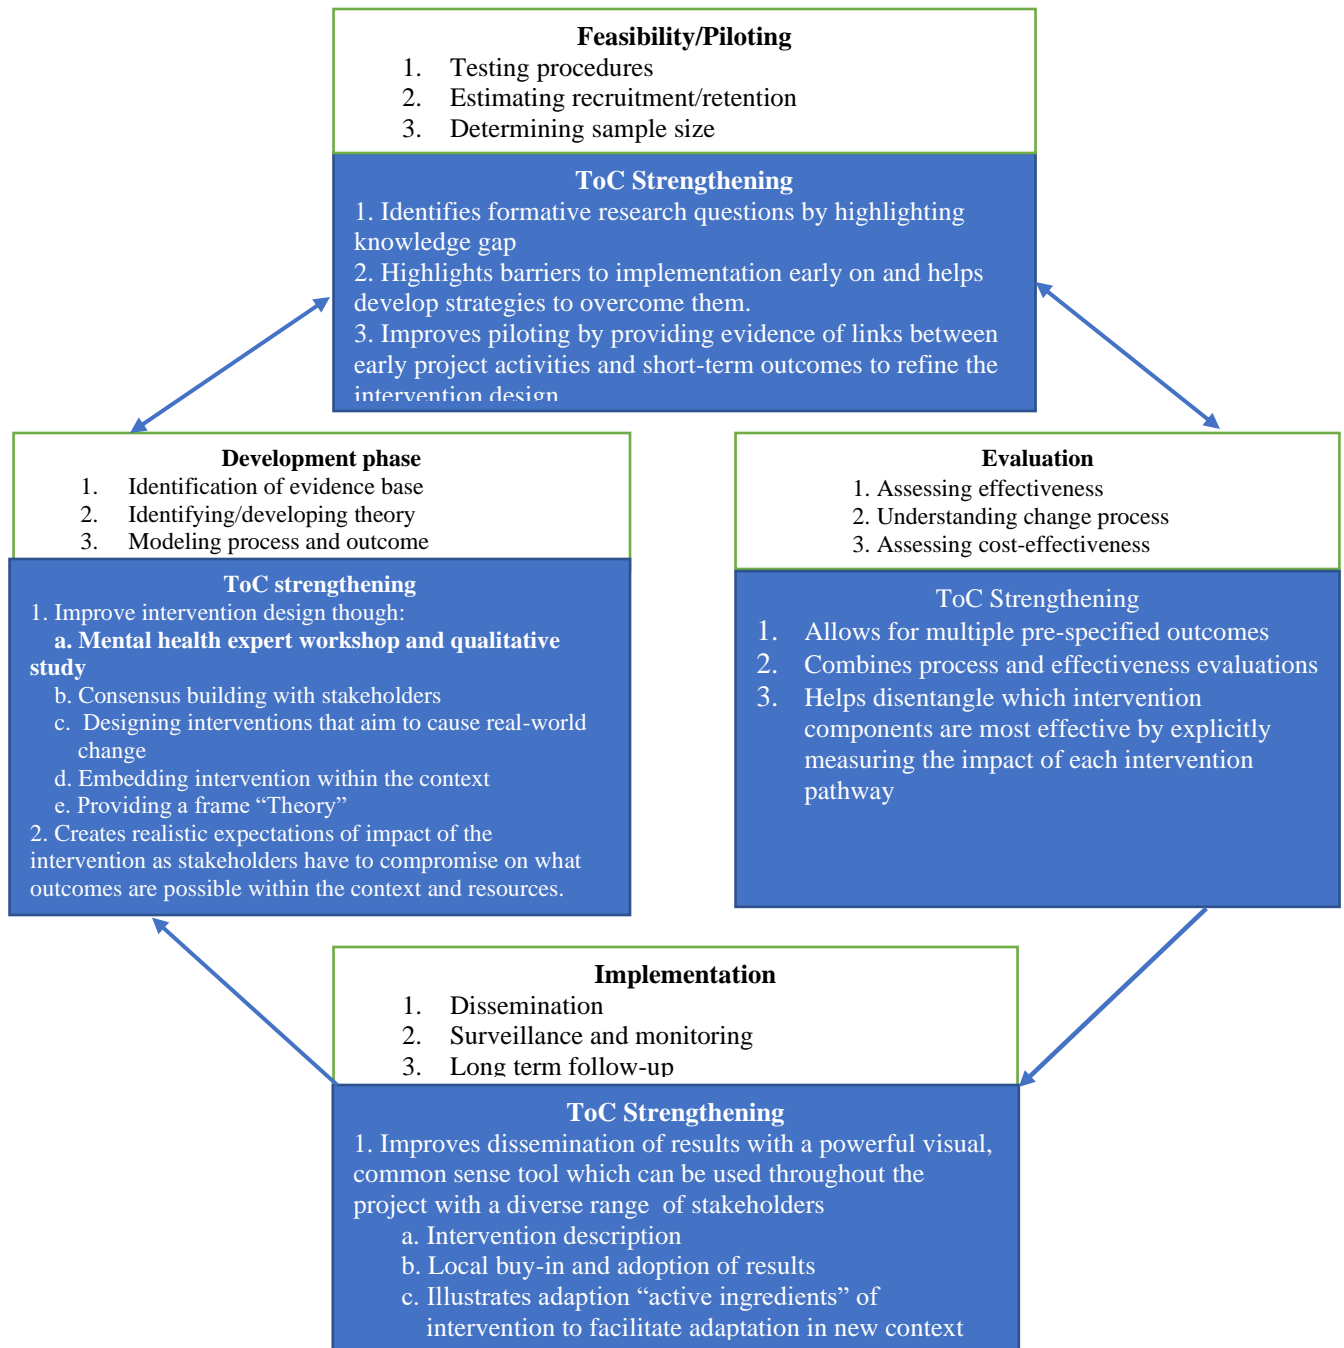 Feasibility/Piloting
1. Testing procedures
2. Estimating recruitment/retention
3. Determining sample size
ToC Strengthening
1. Identifies formative research questions by highlighting
knowledge gap
2. Highlights barriers to implementation early on and helps
develop strategies to overcome them.
3. Improves piloting by providing evidence of links between
early project activities and short-term outcomes to refine the
intervention design
Development phase
1. Identification of evidence base
2. Identifying/developing theory
3. Modeling process and outcome
ToC strengthening
1. Improve intervention design though:
a. Mental health expert workshop and qualitative
study
b. Consensus building with stakeholders
c. Designing interventions that aim to cause real-world
change
d. Embedding intervention within the context
e. Providing a frame “Theory”
2. Creates realistic expectations of impact of the
intervention as stakeholders have to compromise on what
outcomes are possible within the context and resources.
Evaluation
1. Assessing effectiveness
2. Understanding change process
3. Assessing cost-effectiveness
ToC Strengthening
1. Allows for multiple pre-specified outcomes
2. Combines process and effectiveness evaluations
3. Helps disentangle which intervention
components are most effective by explicitly
measuring the impact of each intervention
pathway
Implementation
1. Dissemination
2. Surveillance and monitoring
3. Long term follow-up
ToC Strengthening
1. Improves dissemination of results with a powerful visual,
common sense tool which can be used throughout the
project with a diverse range of stakeholders
a. Intervention description
b. Local buy-in and adoption of results
c. Illustrates adaption “active ingredients” of
intervention to facilitate adaptation in new context